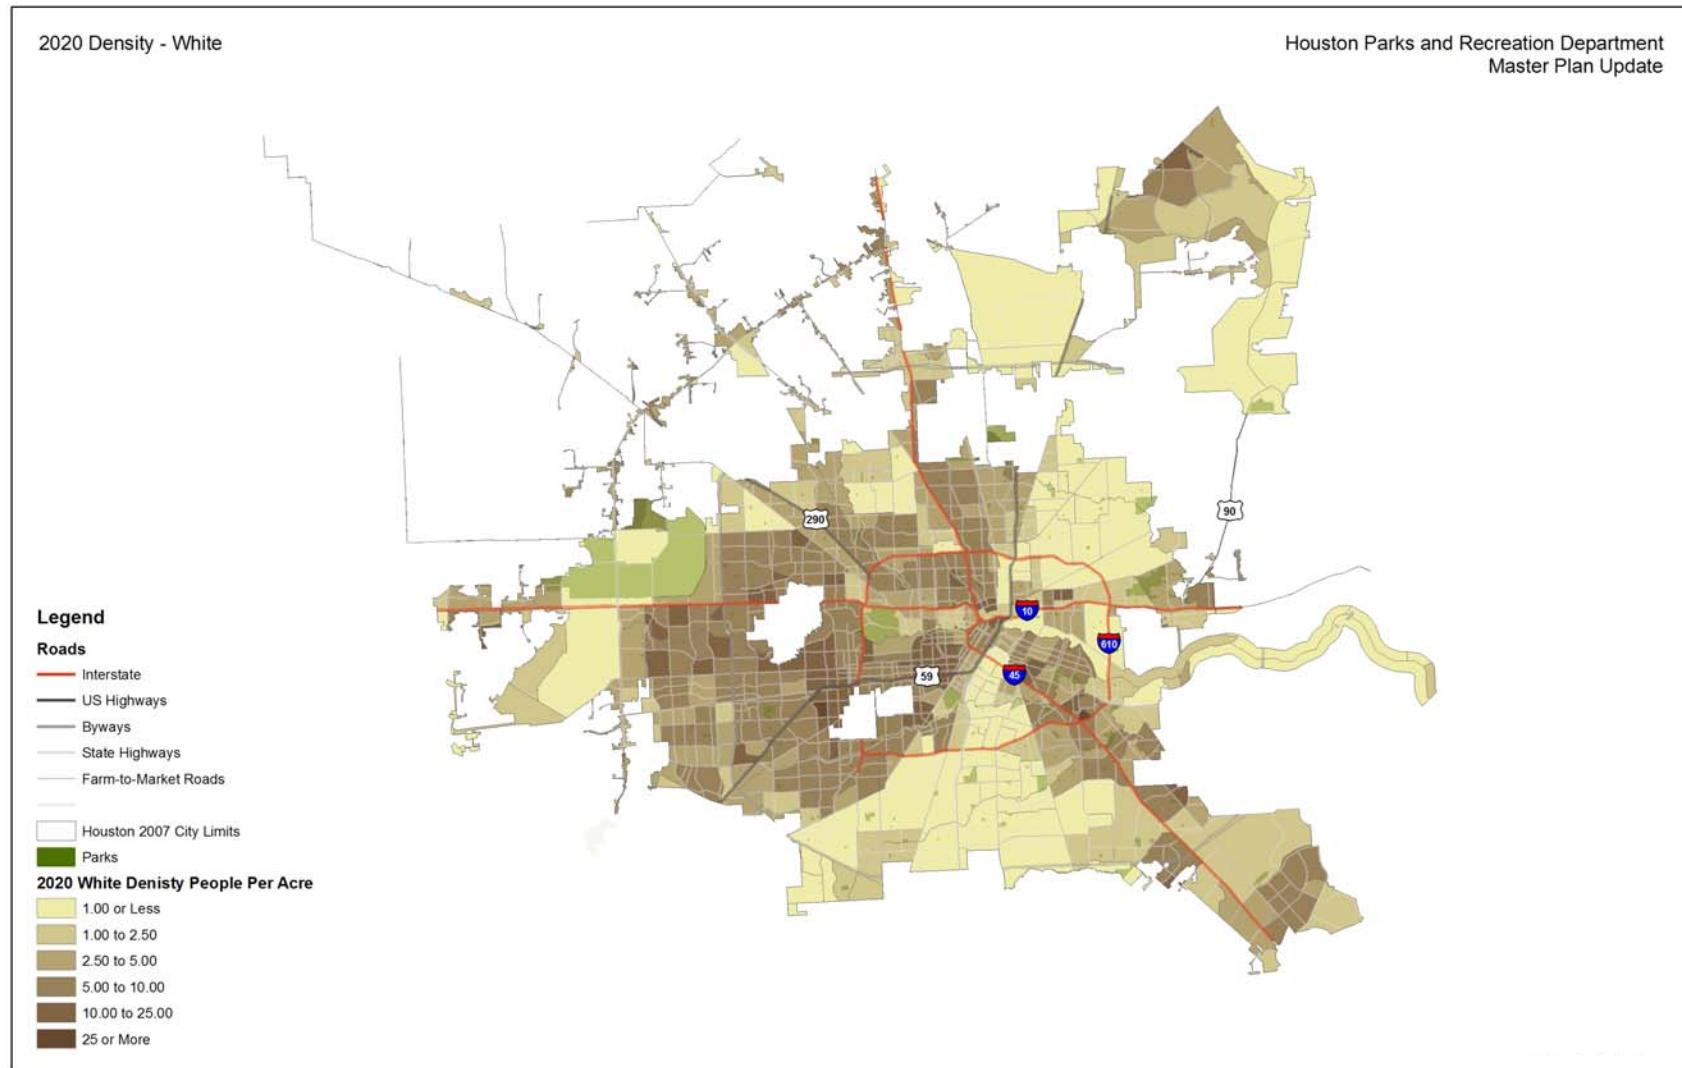 2020 Density - White
Houston Parks and Recreation Department
Master Plan Update
290
90
10
610
59
45
Legend
Roads
Interstate
US Highways
Byways
State Highways
Farm-to-Market Roads
Houston 2007 City Limits
Parks
2020 White Denisty People Per Acre
1.00 or Less
1.00 to 2.50
2.50 to 5.00
5.00 to 10.00
10.00 to 25.00
25 or More